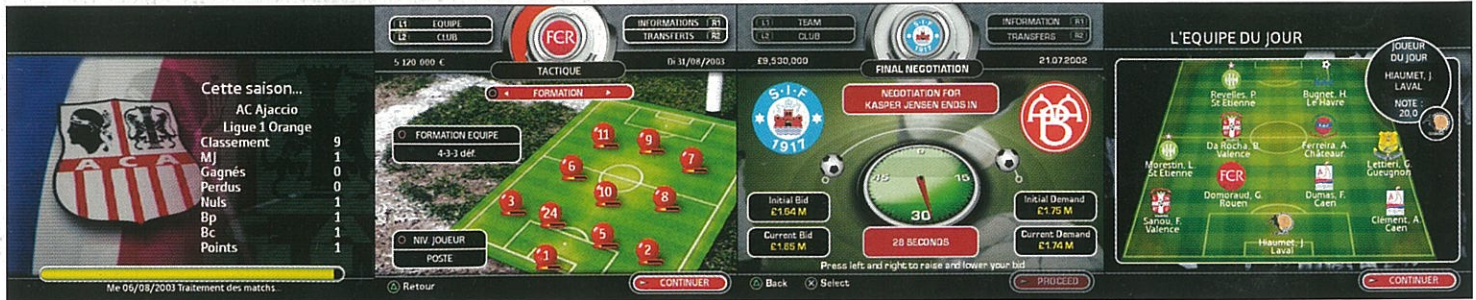 Cette saison...
AC Ajaccio
Ligue 1 Orange
Classement 9
MJ 1
Gagnés 0
Perdus 0
Nuls 1
Bp 1
Bc 1
Points 1
ACA
Me 06/08/2003 Traitement des matchs...
L1 EQUIPE
L2 CLUB
FCR
INFORMATIONS R1
TRANSFERTS R2
5 120 000 €
Di 31/08/2003
TACTIQUE
FORMATION
FORMATION EQUIPE
4-3-3 déf.
11
9
7
6
10
8
3
24
5
1
2
NIV. JOUEUR
POSTE
Retour
CONTINUER
L1 TEAM
L2 CLUB
S·I·F
1917
INFORMATION R1
TRANSFERS R2
£9,530,000
21.07.2002
FINAL NEGOTIATION
NEGOTIATION FOR
KASPER JENSEN ENDS IN
S·I·F
1917
AB
0
45
15
30
Initial Bid
£1.64 M
Initial Demand
£1.75 M
Current Bid
£1.65 M
Current Demand
£1.74 M
28 SECONDS
Press left and right to raise and lower your bid
Back
Select
PROCEED
L'EQUIPE DU JOUR
JOUEUR
DU JOUR
HIAUMET, J.
LAVAL
NOTE :
20,0
Revelles, P.
St Etienne
Bugnet, H.
Le Havre
Da Rocha, B.
Valence
Ferreira, A.
Châteaur.
Morestin, L.
St Etienne
Lettieri, G.
Gueugnon
FCR
Domoraud, G.
Rouen
Dumas, F.
Caen
Sanou, F.
Valence
Clément, A.
Caen
Hiaumet, J.
Laval
CONTINUER